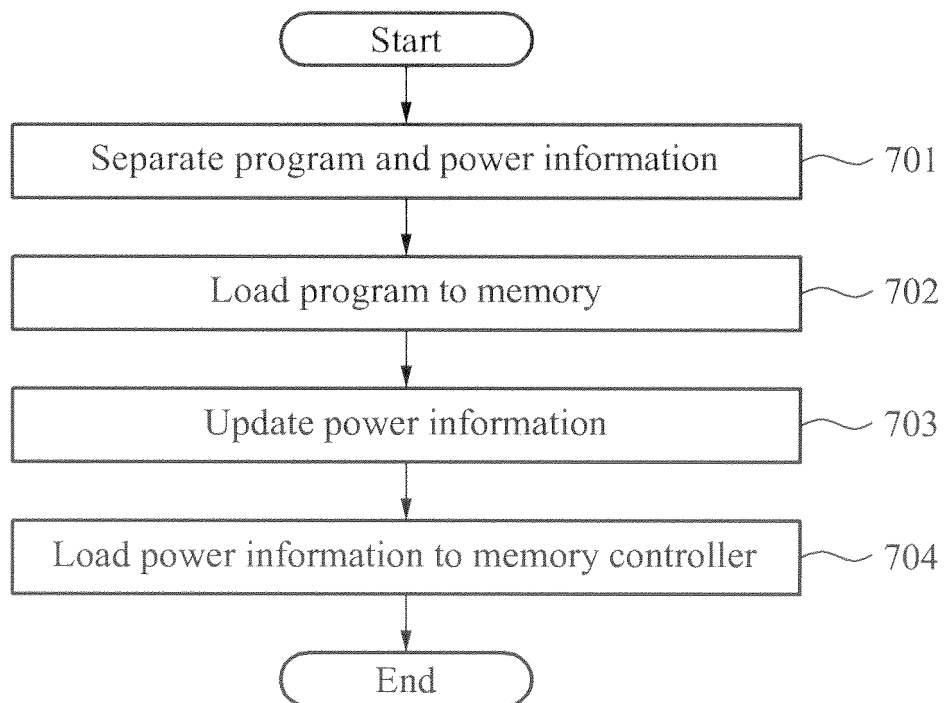 Start
Separate program and power information 701
Load program to memory 702
Update power information 703
Load power information to memory controller 704
End